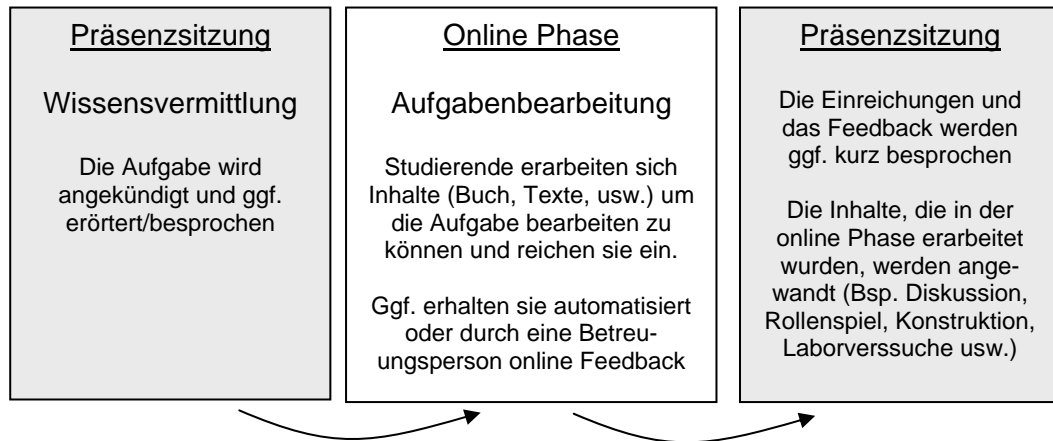 Präsenzsitzung
Wissensvermittlung
Die Aufgabe wird
angekündigt und ggf.
erörtert/besprochen
Online Phase
Aufgabenbearbeitung
Studierende erarbeiten sich
Inhalte (Buch, Texte, usw.) um
die Aufgabe bearbeiten zu
können und reichen sie ein.
Ggf. erhalten sie automatisiert
oder durch eine Betreu-
ungsperson online Feedback
Präsenzsitzung
Die Einreichungen und
das Feedback werden
ggf. kurz besprochen
Die Inhalte, die in der
online Phase erarbeitet
wurden, werden ange-
wandt (Bsp. Diskussion,
Rollenspiel, Konstruktion,
Laborverssuche usw.)